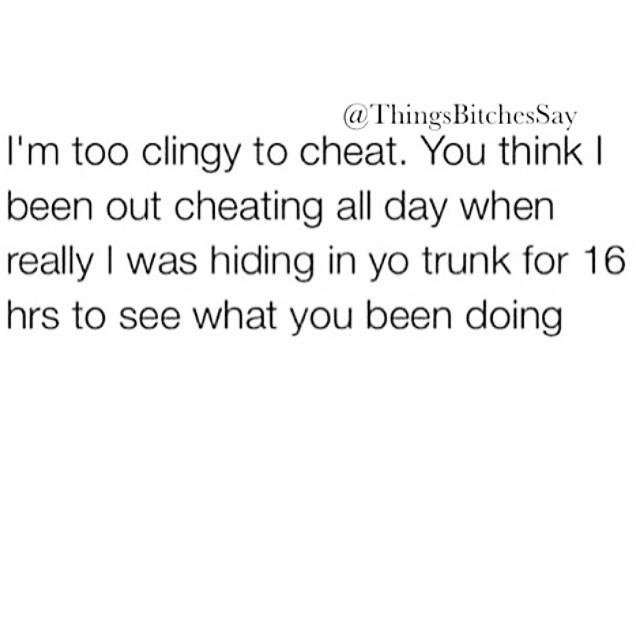 @ThingsBitchesSay
I'm too clingy to cheat. You think I
been out cheating all day when
really I was hiding in yo trunk for 16
hrs to see what you been doing